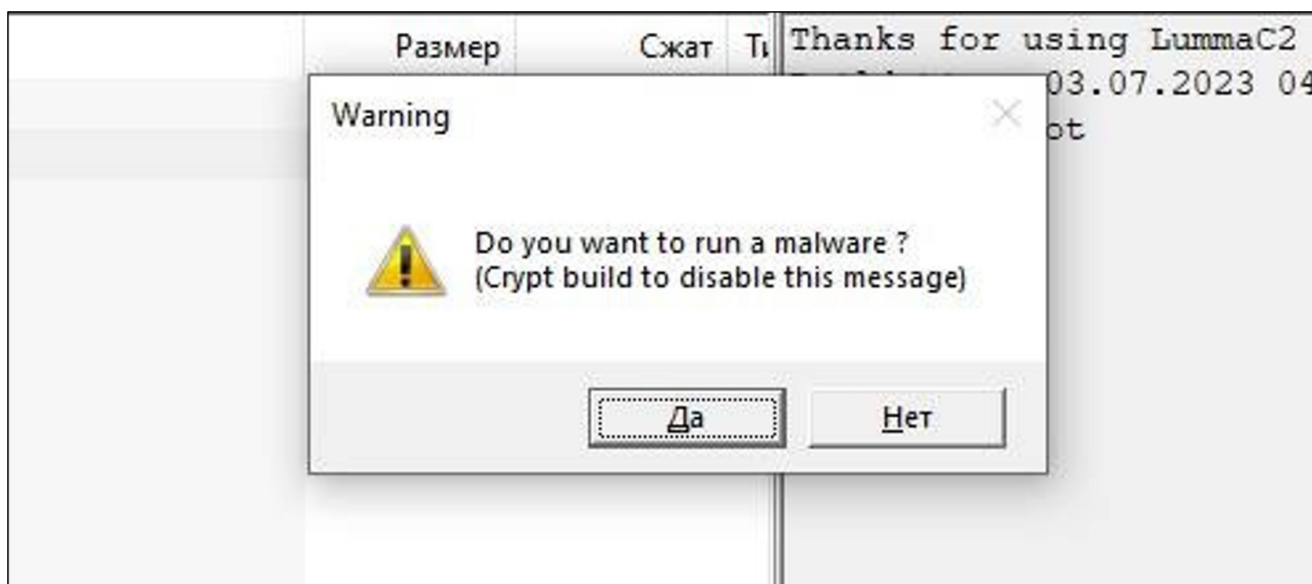 Размер Сжат
Thanks for using LummaC2
03.07.2023 04
Warning
Do you want to run a malware ?
(Crypt build to disable this message)
Да
Нет